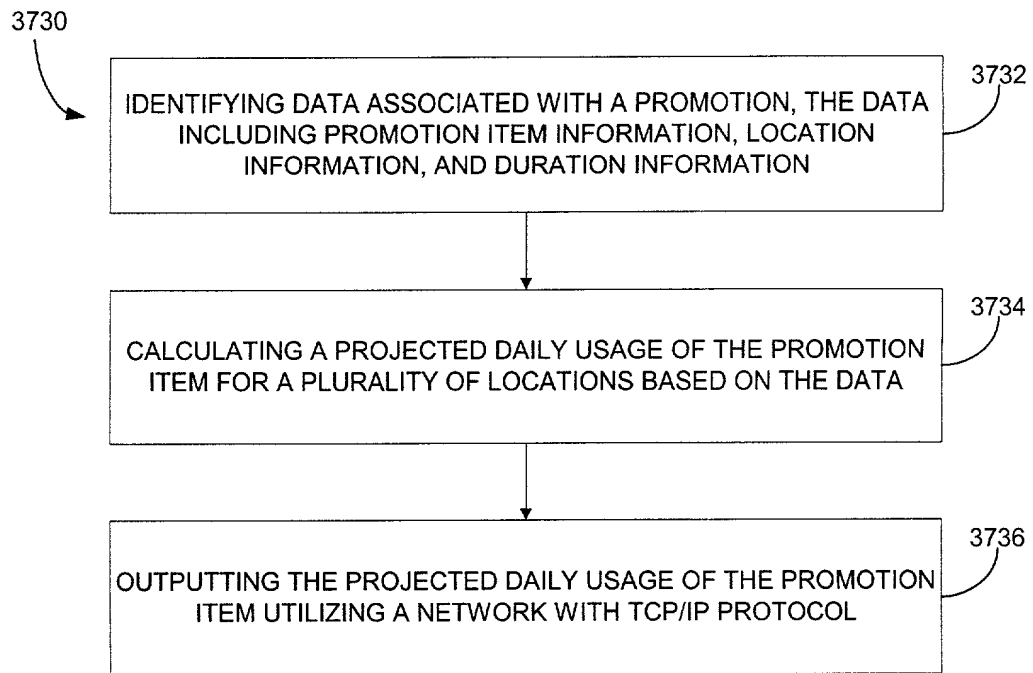 3730
3732
IDENTIFYING DATA ASSOCIATED WITH A PROMOTION, THE DATA
INCLUDING PROMOTION ITEM INFORMATION, LOCATION
INFORMATION, AND DURATION INFORMATION
3734
CALCULATING A PROJECTED DAILY USAGE OF THE PROMOTION
ITEM FOR A PLURALITY OF LOCATIONS BASED ON THE DATA
3736
OUTPUTTING THE PROJECTED DAILY USAGE OF THE PROMOTION
ITEM UTILIZING A NETWORK WITH TCP/IP PROTOCOL